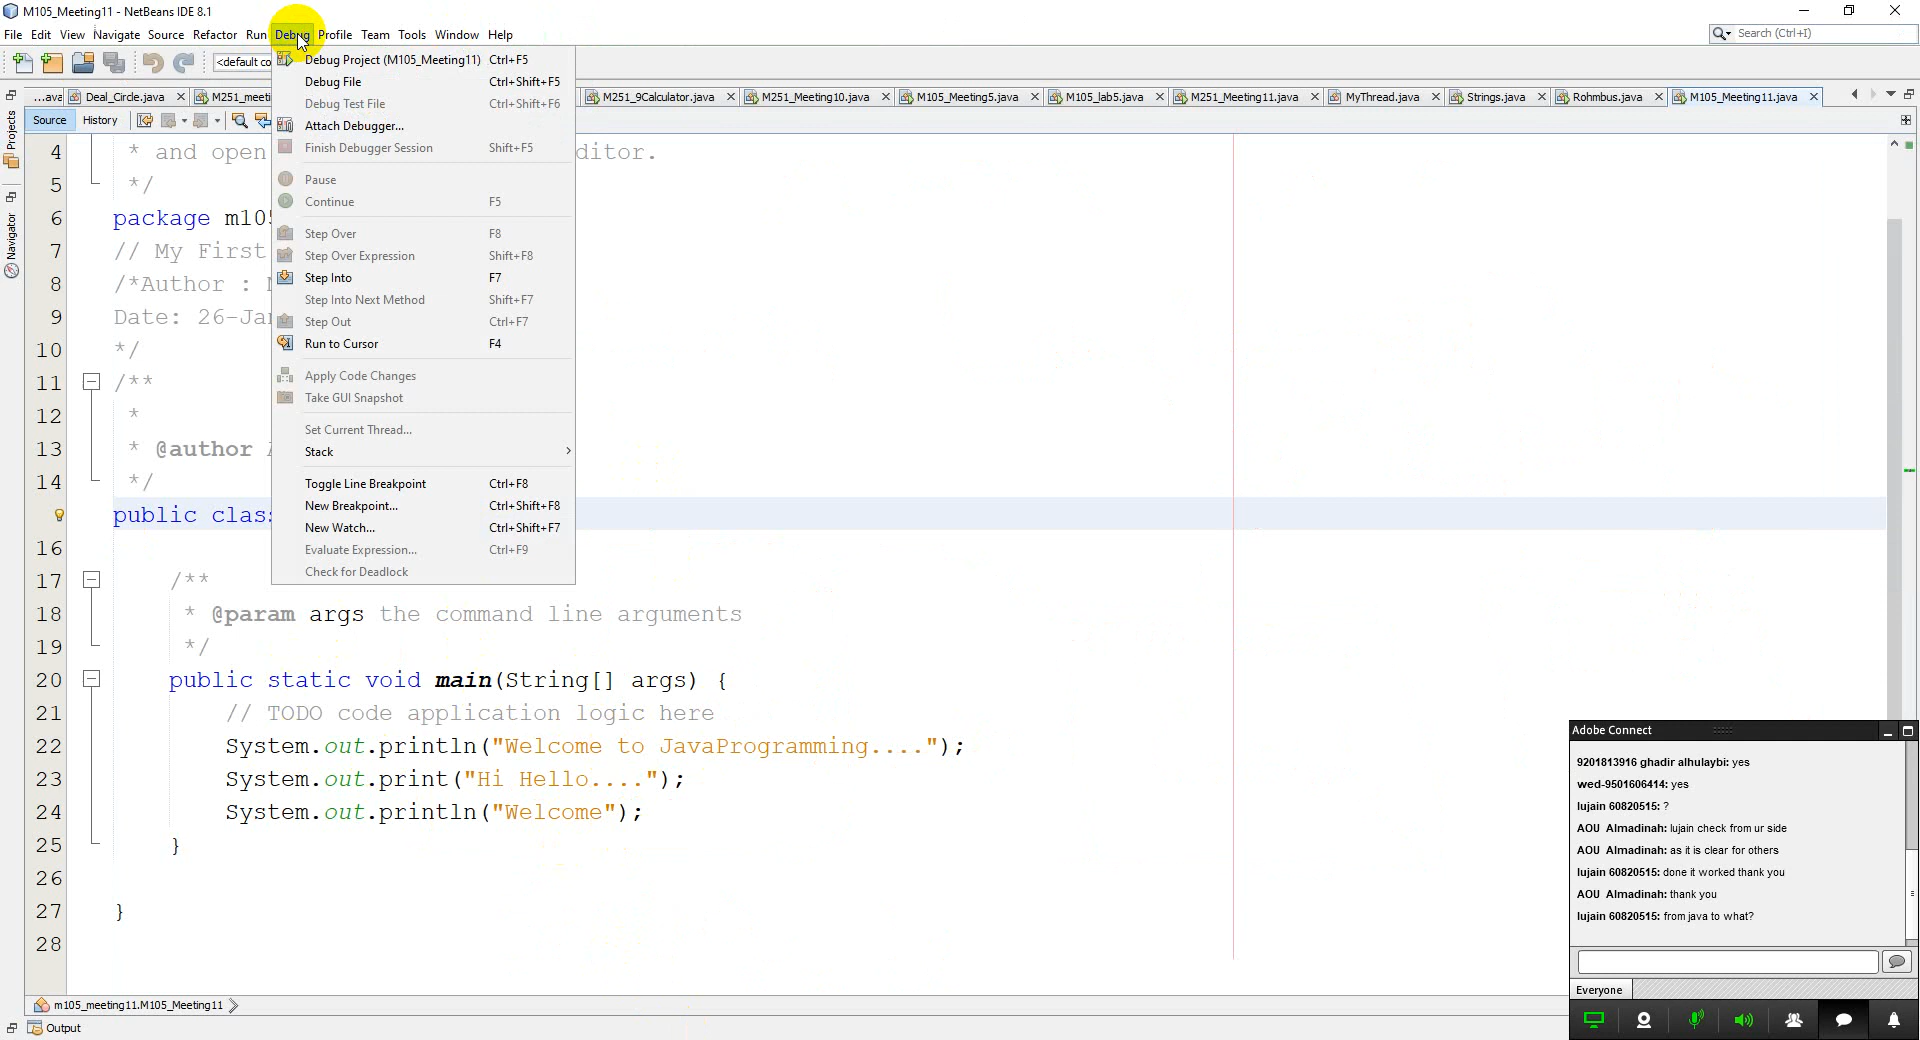 M105_Meeting11 - NetBeans IDE 8.1
File Edit View Navigate Source Refactor Run Debug Profile Team Tools Window Help
Search (Ctrl+I)
<default co
...ava Deal_Circle.java M251_meeti M251_9Calculator.java M251_Meeting10.java M105_Meeting5.java M105_lab5.java M251_Meeting11.java MyThread.java Strings.java Rohmbus.java M105_Meeting11.java
Source History
Projects
Navigator
Debug Project (M105_Meeting11) Ctrl+F5
Debug File Ctrl+Shift+F5
Debug Test File Ctrl+Shift+F6
Attach Debugger...
Finish Debugger Session Shift+F5
Pause
Continue F5
Step Over F8
Step Over Expression Shift+F8
Step Into F7
Step Into Next Method Shift+F7
Step Out Ctrl+F7
Run to Cursor F4
Apply Code Changes
Take GUI Snapshot
Set Current Thread...
Stack
Toggle Line Breakpoint Ctrl+F8
New Breakpoint... Ctrl+Shift+F8
New Watch... Ctrl+Shift+F7
Evaluate Expression... Ctrl+F9
Check for Deadlock
4 * and open ditor.
5 */
6 package m105
7 // My First
8 /*Author :
9 Date: 26-Jan
10 */
11 /**
12 *
13 * @author
14 */
public class
16
17 /**
18 * @param args the command line arguments
19 */
20 public static void main(String[] args) {
21 // TODO code application logic here
22 System.out.println("Welcome to JavaProgramming....");
23 System.out.print("Hi Hello....");
24 System.out.println("Welcome");
25 }
26
27 }
28
m105_meeting11.M105_Meeting11
Output
Adobe Connect
9201813916 ghadir alhulaybi: yes
wed-9501606414: yes
lujain 60820515: ?
AOU Almadinah: lujain check from ur side
AOU Almadinah: as it is clear for others
lujain 60820515: done it worked thank you
AOU Almadinah: thank you
lujain 60820515: from java to what?
Everyone